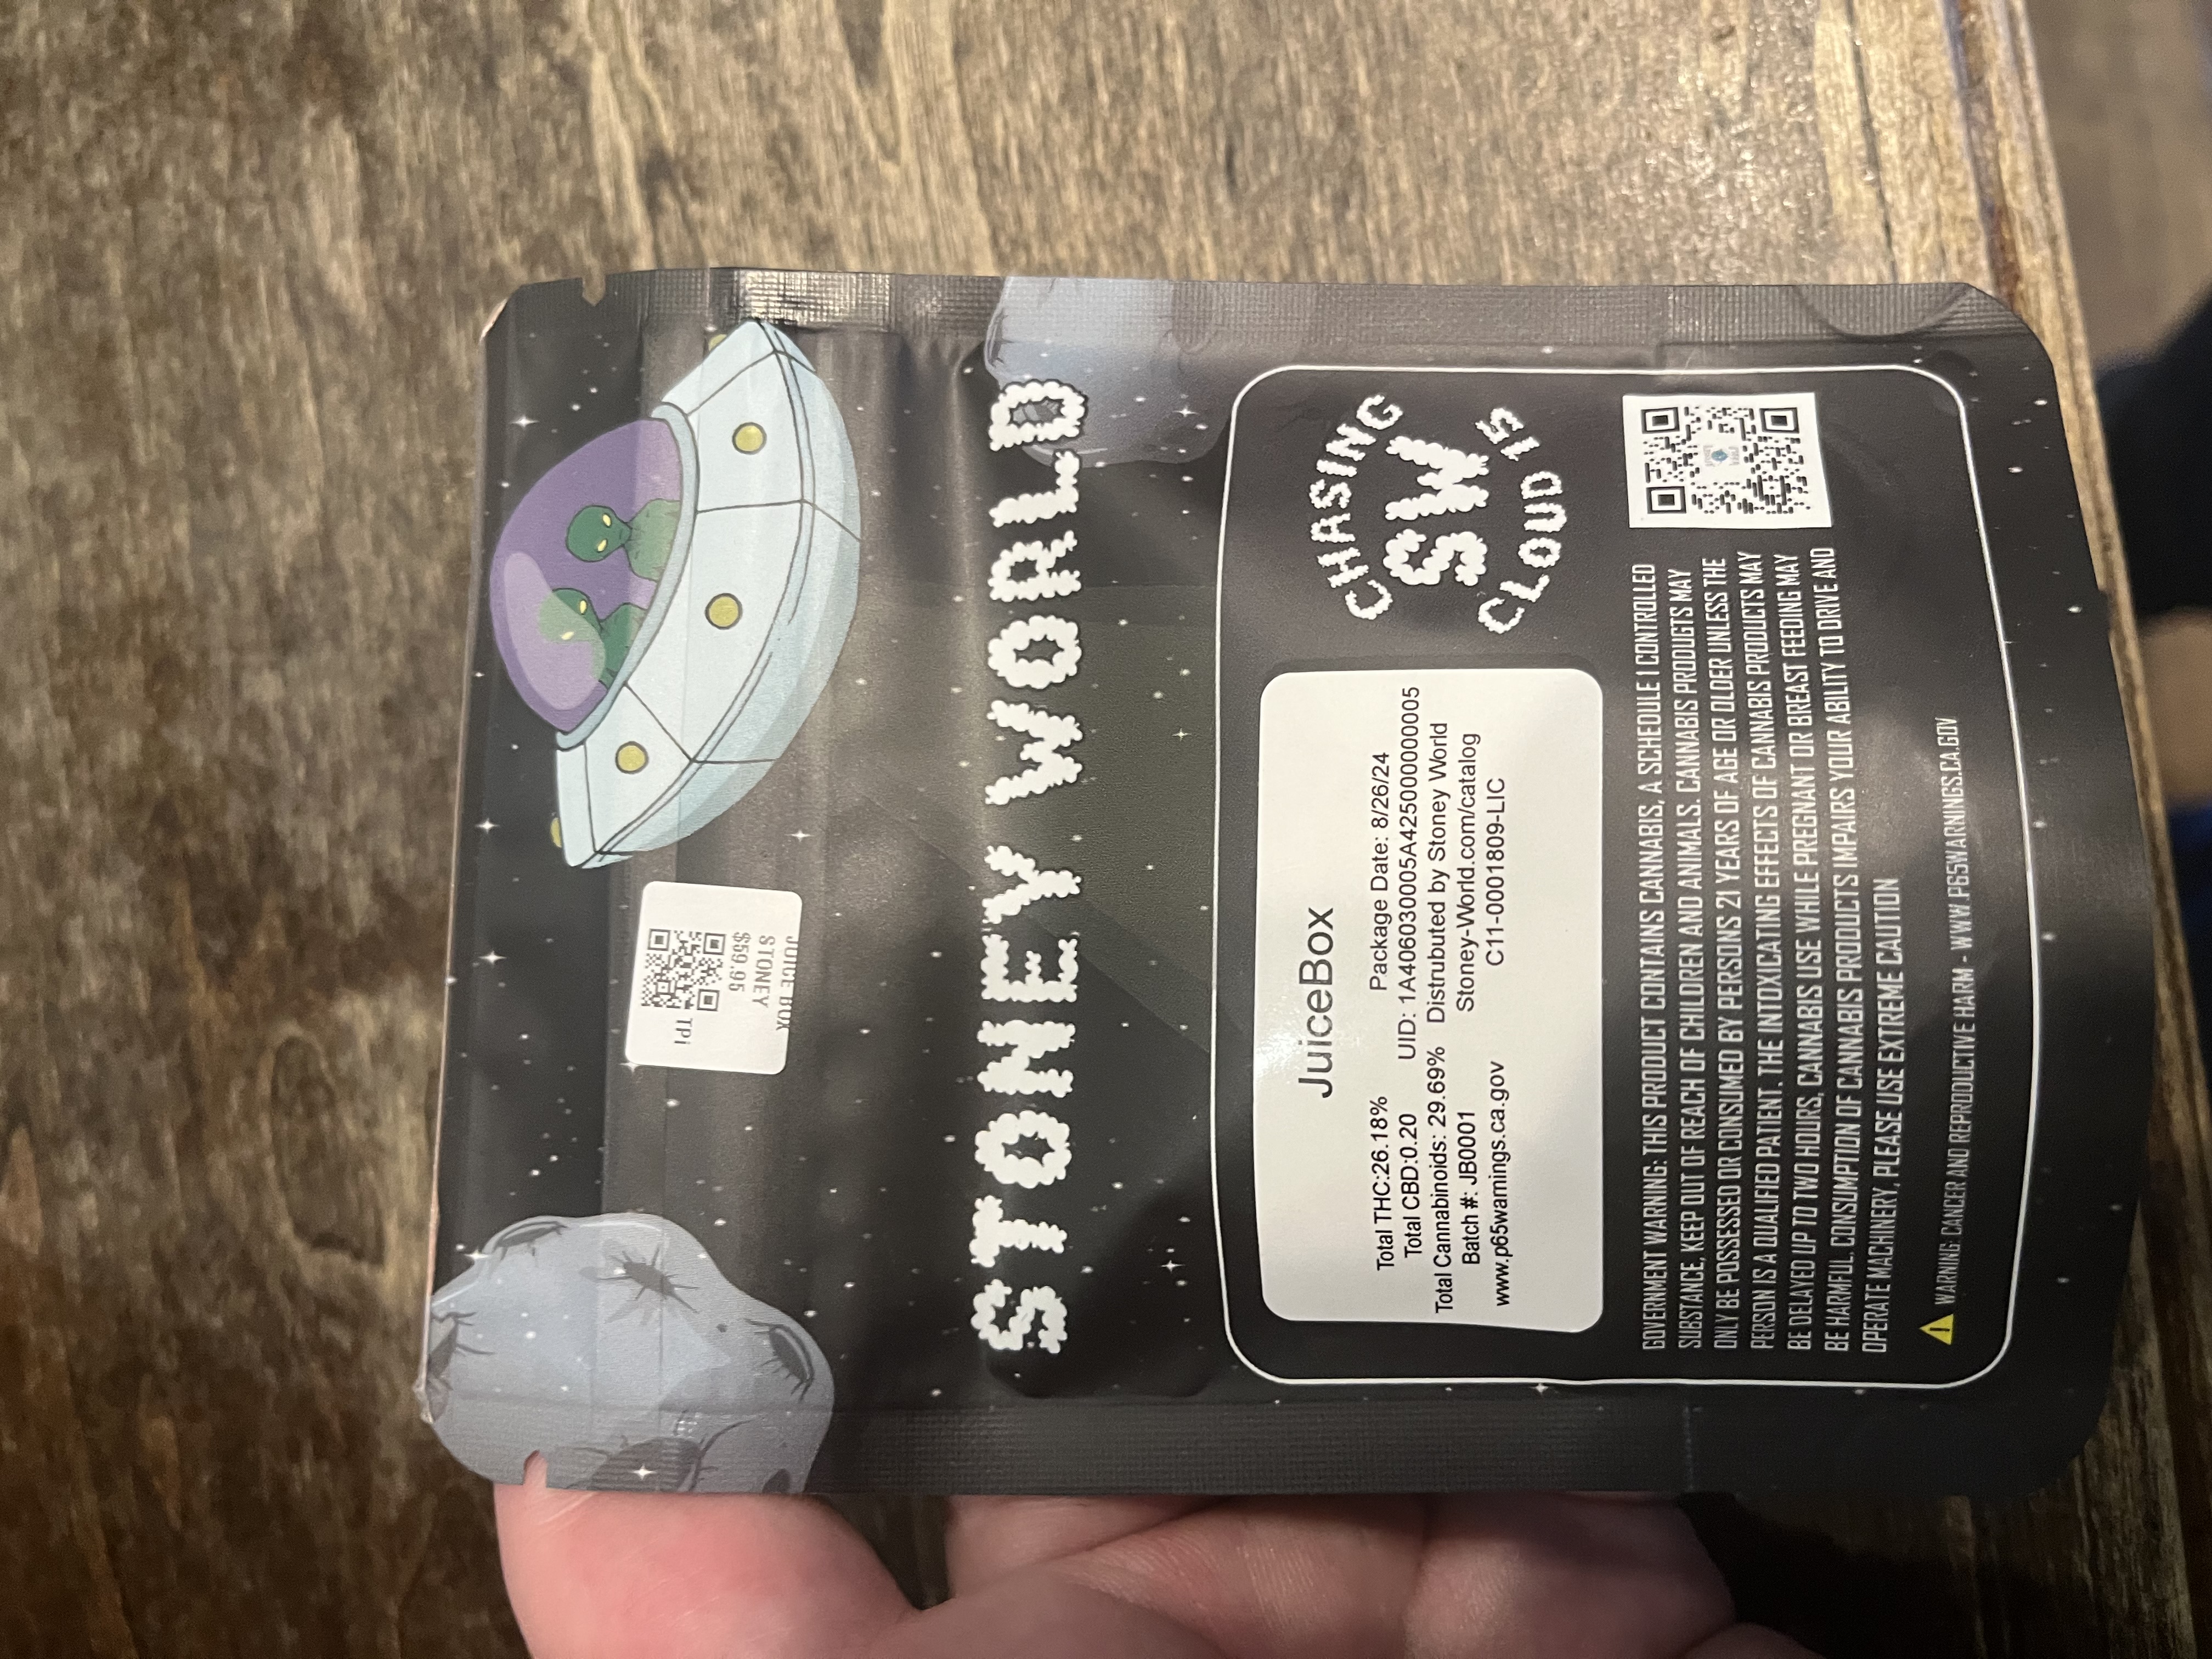 JUICE BOX
STONEY
$59.95
TPi
STONEY WORLD
JuiceBox
Total THC:26.18%
Total CBD:0.20
Total Cannabinoids: 29.69%
Batch #: JB0001
www.p65warnings.ca.gov
Package Date: 8/26/24
UID: 1A406030005A425000000005
Distrubuted by Stoney World
Stoney-World.com/catalog
C11-0001809-LIC
CHASING
SW
CLOUD 15
GOVERNMENT WARNING: THIS PRODUCT CONTAINS CANNABIS, A SCHEDULE 1 CONTROLLED
SUBSTANCE, KEEP OUT OF REACH OF CHILDREN AND ANIMALS. CANNABIS PRODUGTS MAY
ONLY BE POSSESSED OR CONSUMED BY PERSONS 21 YEARS OF AGE OR OLDER UNLESS THE
PERSON IS A QUALIFIED PATIENT. THE INTOXICATING EFFECTS OF CANNABIS PRODUCTS MAY
BE DELAYED UP TO TWO HOURS, CANNABIS USE WHILE PREGNANT OR BREAST FEEDING MAY
BE HARMFUL. CONSUMPTION OF CANNABIS PRODUCTS IMPAIRS YOUR ABILITY TO DRIVE AND
OPERATE MACHINERY, PLEASE USE EXTREME CAUTION
WARNING: CANCER AND REPRODUCTIVE HARM - WWW.P65WARNINGS.CA.GOV